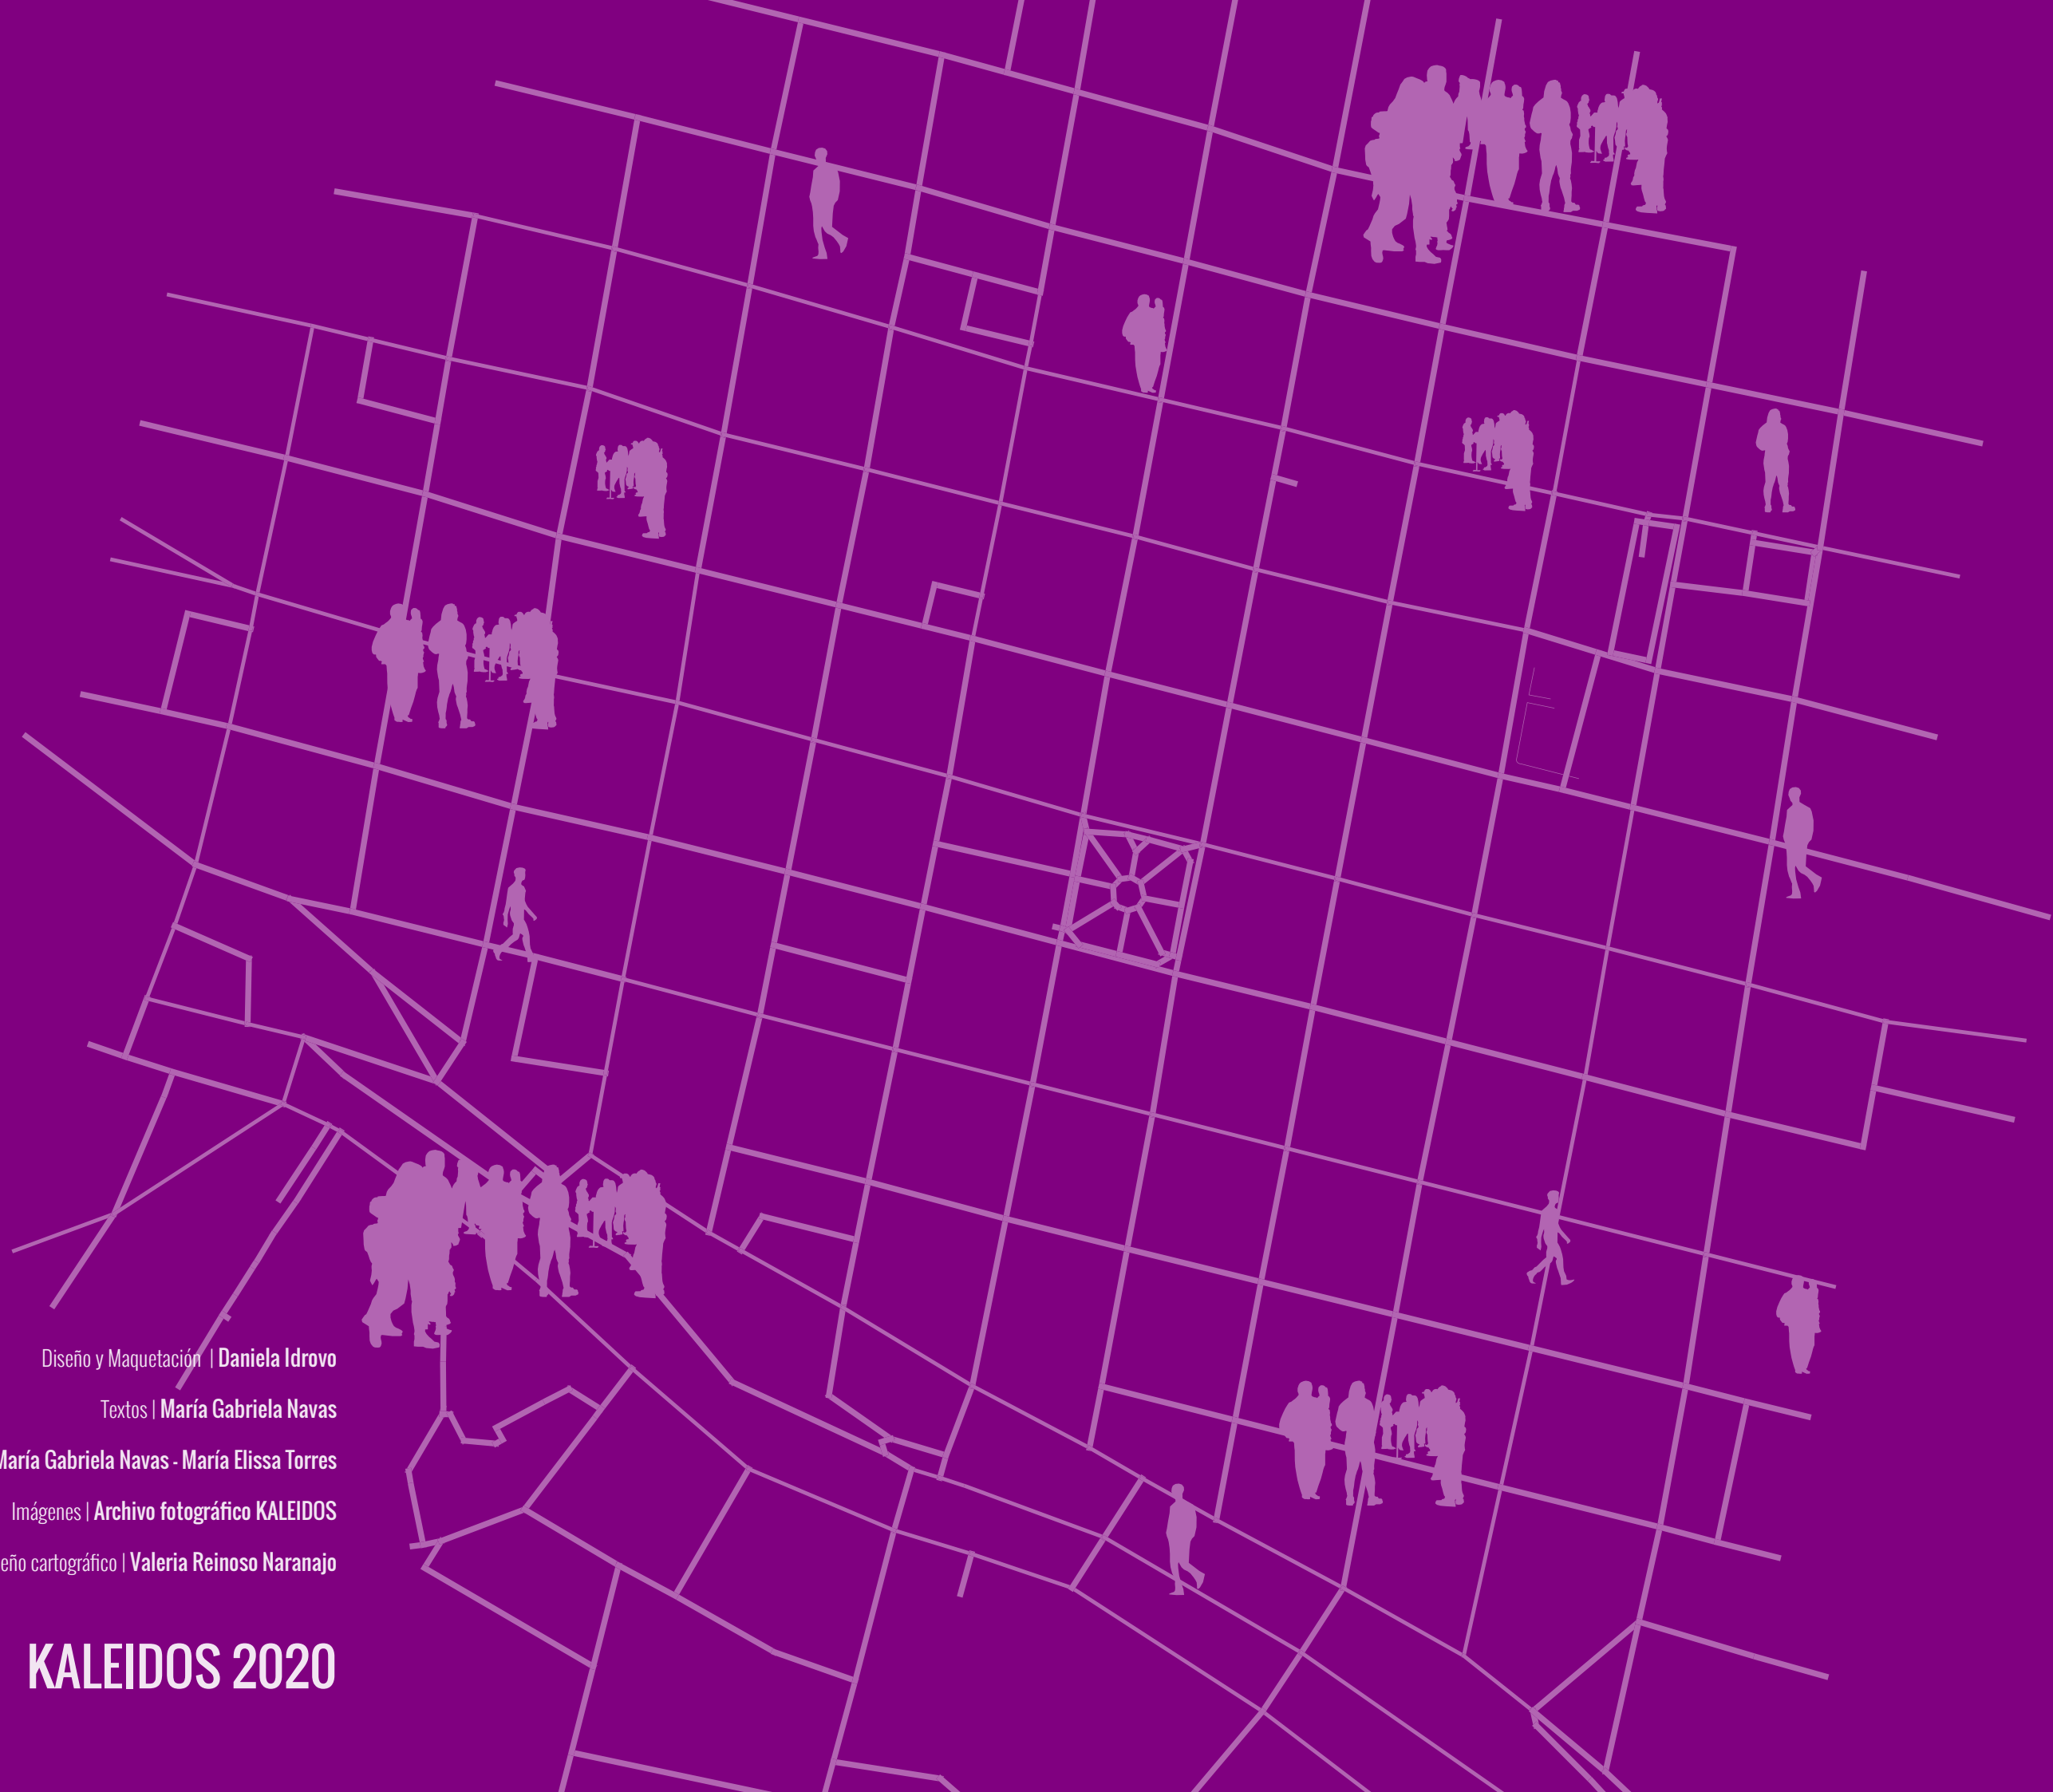 Diseño y Maquetación | Daniela Idrovo
Textos | María Gabriela Navas
María Gabriela Navas - María Elissa Torres
Imágenes | Archivo fotográfico KALEIDOS
cartográfico | Valeria Reinoso Naranjo
KALEIDOS 2020